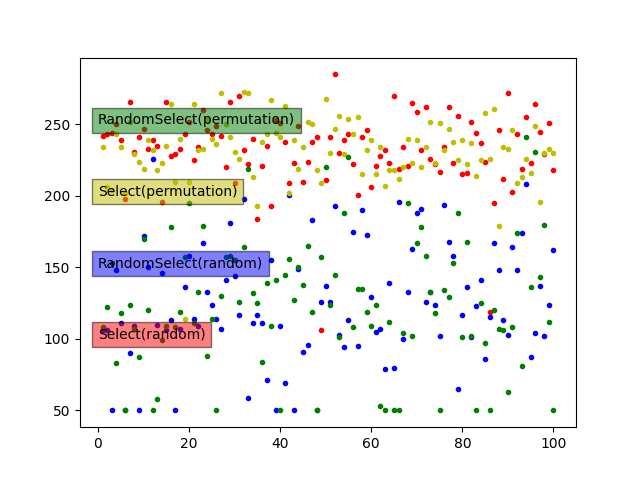 250
200
150
100
50
RandomSelect(permutation)
Select(permutation)
RandomSelect(random)
Select(random)
0 20 40 60 80 100